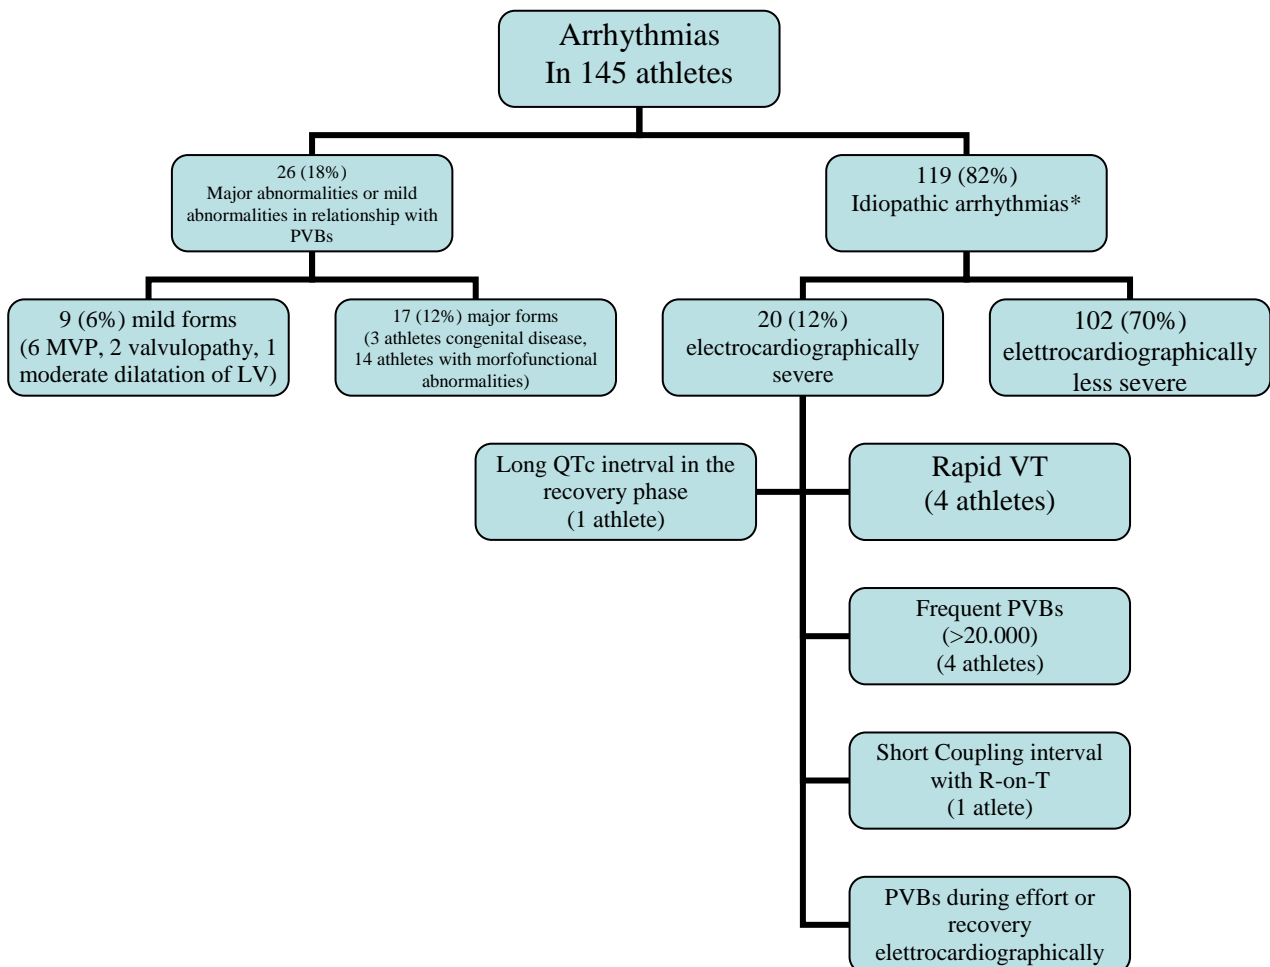 Arrhythmias
In 145 athletes
26 (18%)
Major abnormalities or mild
abnormalities in relationship with
PVBs
119 (82%)
Idiopathic arrhythmias*
9 (6%) mild forms
(6 MVP, 2 valvulopathy, 1
moderate dilatation of LV)
17 (12%) major forms
(3 athletes congenital disease,
14 athletes with morfofunctional
abnormalities)
20 (12%)
electrocardiographically
severe
102 (70%)
elettrocardiographically
less severe
Long QTc inetrval in the
recovery phase
(1 athlete)
Rapid VT
(4 athletes)
Frequent PVBs
(>20.000)
(4 athletes)
Short Coupling interval
with R-on-T
(1 atlete)
PVBs during effort or
recovery
elettrocardiographically